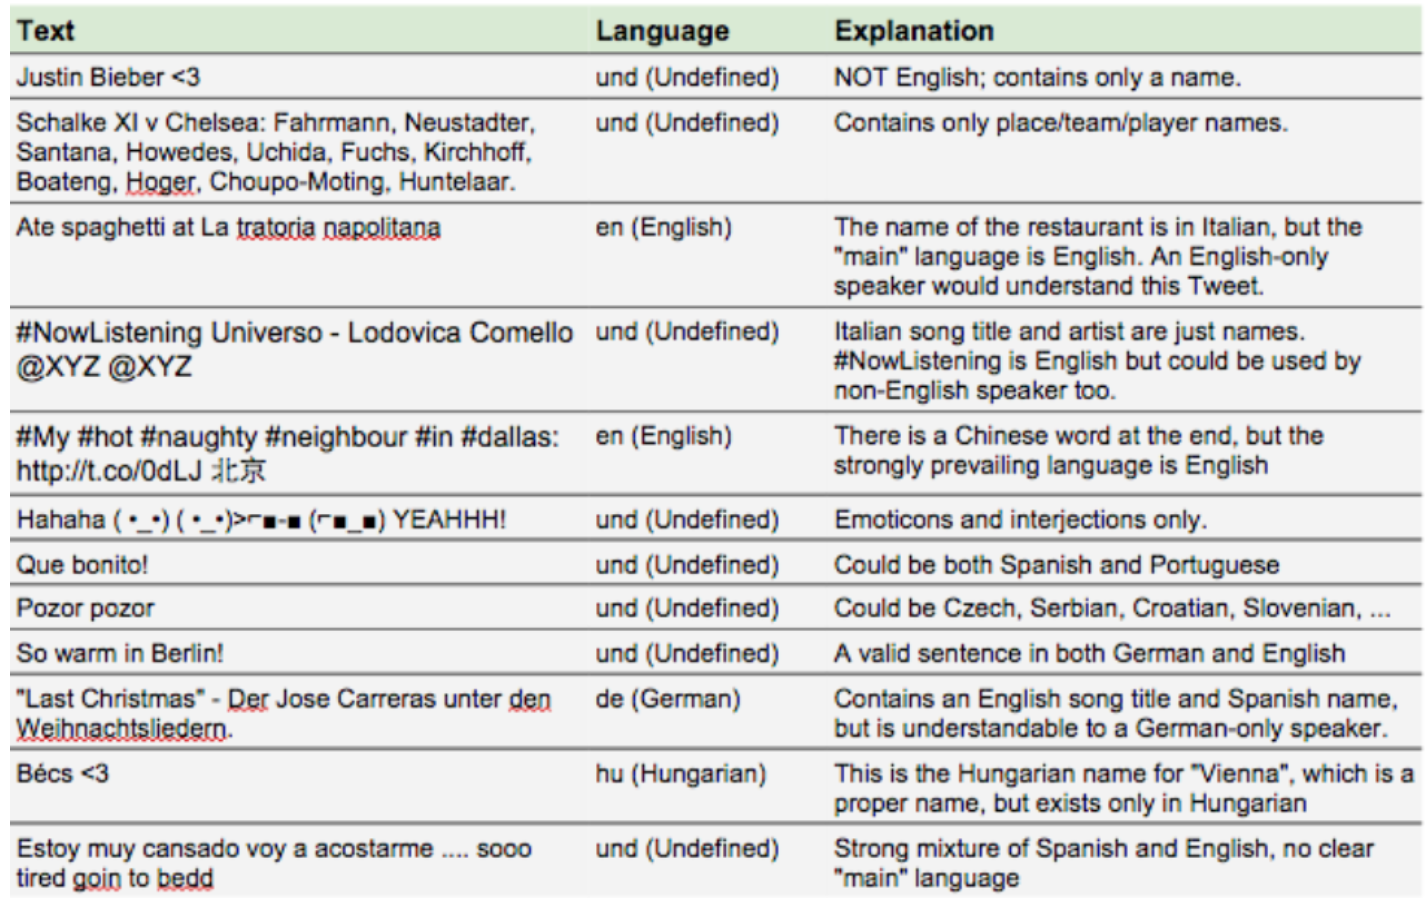 Text Language Explanation
Justin Bieber <3 und (Undefined) NOT English; contains only a name.
Schalke XI v Chelsea: Fahrmann, Neustadter, und (Undefined) Contains only place/team/player names.
Santana, Howedes, Uchida, Fuchs, Kirchhoff,
Boateng, Hoger, Choupo-Moting, Huntelaar.
Ate spaghetti at La tratoria napolitana en (English) The name of the restaurant is in Italian, but the
"main" language is English. An English-only
speaker would understand this Tweet.
#NowListening Universo - Lodovica Comello und (Undefined) Italian song title and artist are just names.
@XYZ @XYZ #NowListening is English but could be used by
non-English speaker too.
#My #hot #naughty #neighbour #in #dallas: en (English) There is a Chinese word at the end, but the
http://t.co/0dLJ 北京 strongly prevailing language is English
Hahaha ( •_•) ( •_•)>⌐■-■ (⌐■_■) YEAHHH! und (Undefined) Emoticons and interjections only.
Que bonito! und (Undefined) Could be both Spanish and Portuguese
Pozor pozor und (Undefined) Could be Czech, Serbian, Croatian, Slovenian, ...
So warm in Berlin! und (Undefined) A valid sentence in both German and English
"Last Christmas" - Der Jose Carreras unter den de (German) Contains an English song title and Spanish name,
Weihnachtsliedern. but is understandable to a German-only speaker.
Bécs <3 hu (Hungarian) This is the Hungarian name for "Vienna", which is a
proper name, but exists only in Hungarian
Estoy muy cansado voy a acostarme .... sooo und (Undefined) Strong mixture of Spanish and English, no clear
tired goin to bedd "main" language